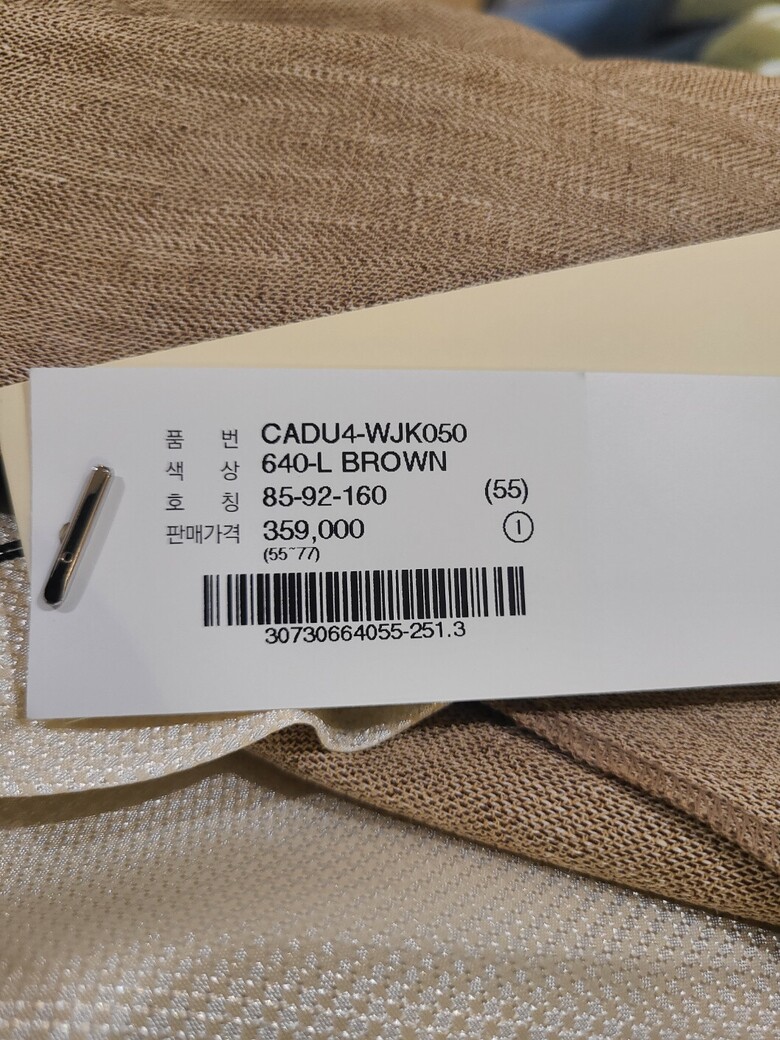 품 번 CADU4-WJK050
색 상 640-L BROWN
호 칭 85-92-160 (55)
판매가격 359,000 ①
(55~77)
30730664055-251.3